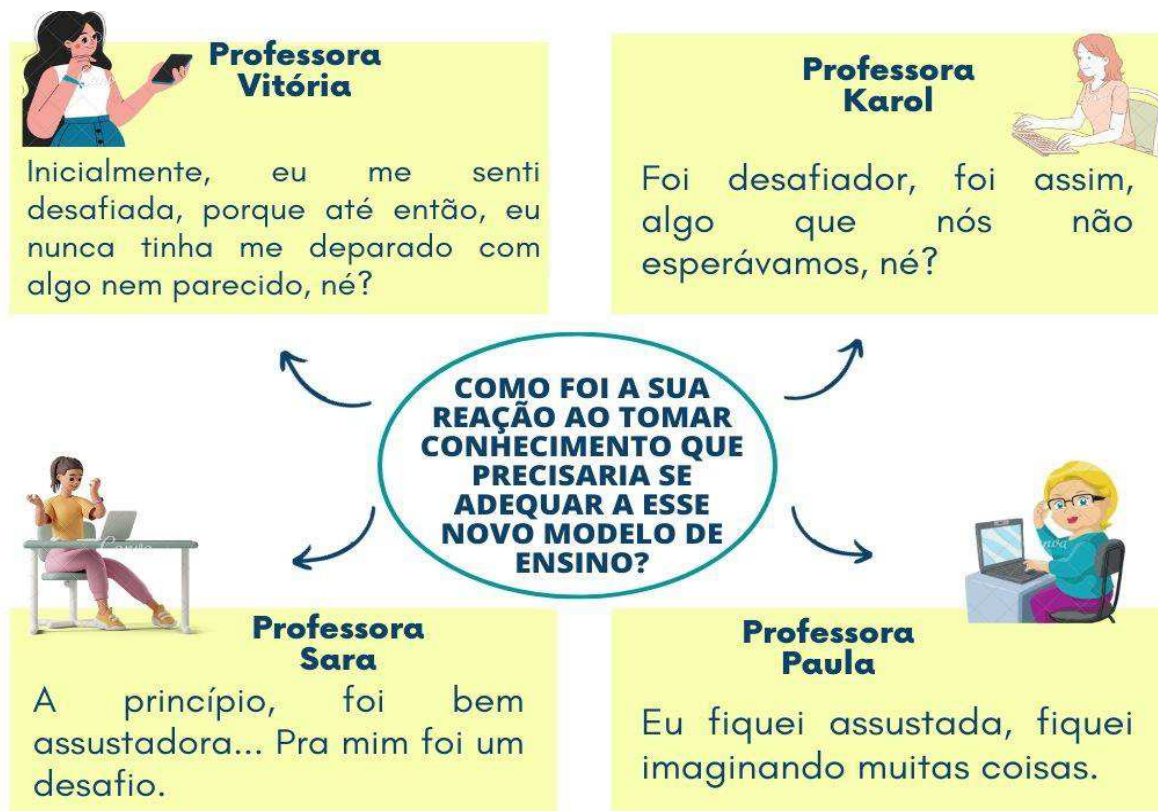 Professora
Vitória
Inicialmente, eu me senti
desafiada, porque até então, eu
nunca tinha me deparado com
algo nem parecido, né?
Professora
Karol
Foi desafiador, foi assim,
algo que nós não
esperávamos, né?
COMO FOI A SUA
REAÇÃO AO TOMAR
CONHECIMENTO QUE
PRECISARIA SE
ADEQUAR A ESSE
NOVO MODELO DE
ENSINO?
Professora
Sara
A princípio, foi bem
assustadora... Pra mim foi um
desafio.
Professora
Paula
Eu fiquei assustada, fiquei
imaginando muitas coisas.